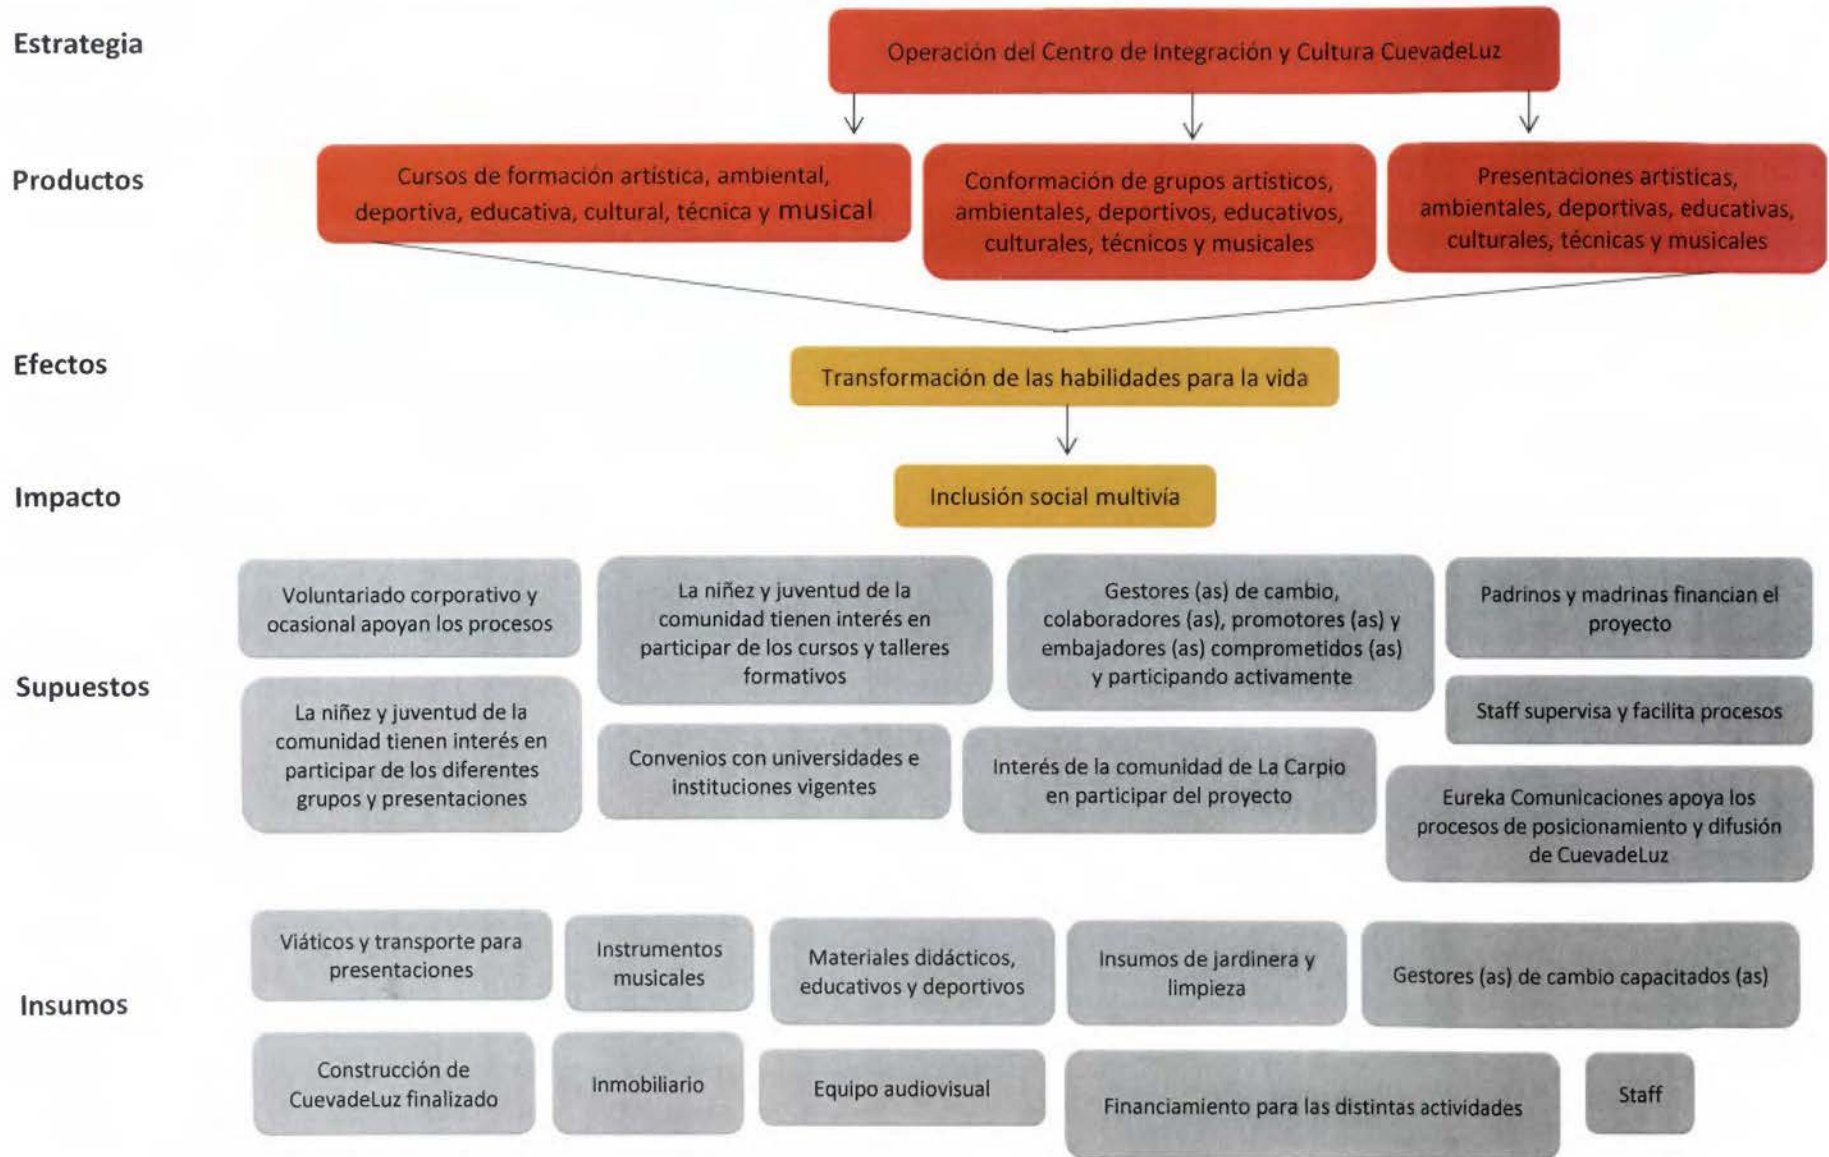 Estrategia
Operación del Centro de Integración y Cultura CuevadeLuz
Productos
Cursos de formación artística, ambiental,
deportiva, educativa, cultural, técnica y musical
Conformación de grupos artísticos,
ambientales, deportivos, educativos,
culturales, técnicos y musicales
Presentaciones artísticas,
ambientales, deportivas, educativas,
culturales, técnicas y musicales
Efectos
Transformación de las habilidades para la vida
Impacto
Inclusión social multivía
Supuestos
Voluntariado corporativo y
ocasional apoyan los procesos
La niñez y juventud de la
comunidad tienen interés en
participar de los cursos y talleres
formativos
Gestores (as) de cambio,
colaboradores (as), promotores (as) y
embajadores (as) comprometidos (as)
y participando activamente
Padrinos y madrinas financian el
proyecto
La niñez y juventud de la
comunidad tienen interés en
participar de los diferentes
grupos y presentaciones
Convenios con universidades e
instituciones vigentes
Interés de la comunidad de La Carpio
en participar del proyecto
Staff supervisa y facilita procesos
Eureka Comunicaciones apoya los
procesos de posicionamiento y difusión
de CuevadeLuz
Insumos
Viáticos y transporte para
presentaciones
Instrumentos
musicales
Materiales didácticos,
educativos y deportivos
Insumos de jardinera y
limpieza
Gestores (as) de cambio capacitados (as)
Construcción de
CuevadeLuz finalizado
Inmobiliario
Equipo audiovisual
Financiamiento para las distintas actividades
Staff